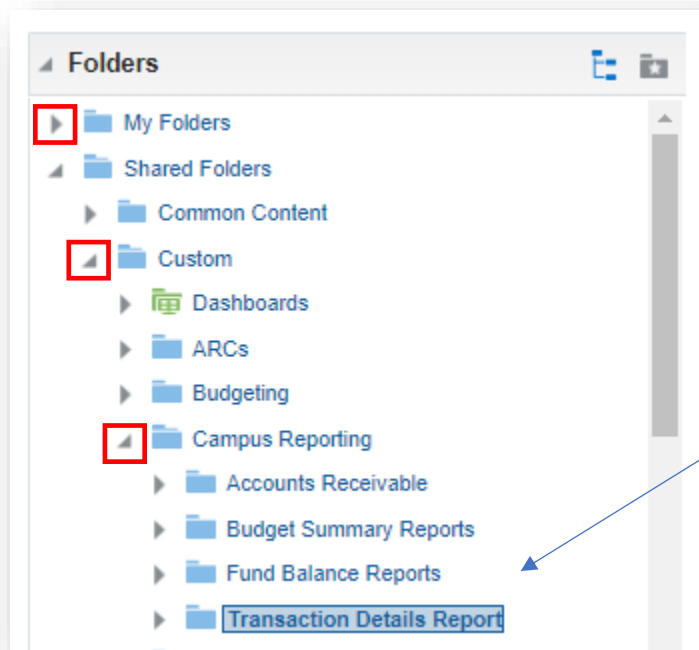 Folders
My Folders
Shared Folders
Common Content
Custom
Dashboards
ARCs
Budgeting
Campus Reporting
Accounts Receivable
Budget Summary Reports
Fund Balance Reports
Transaction Details Report